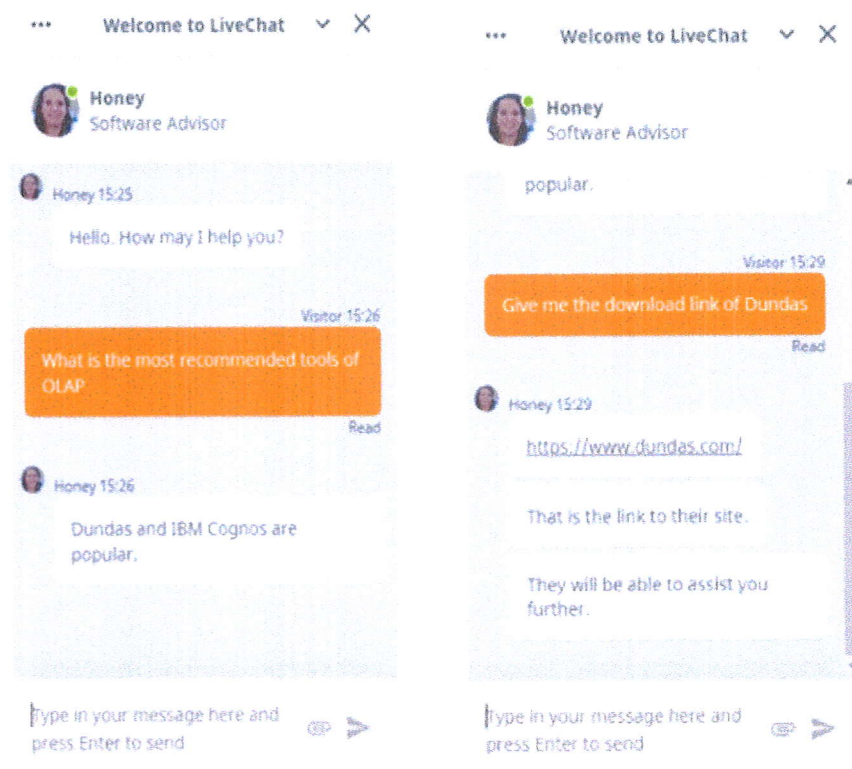 Welcome to LiveChat
Honey
Software Advisor
Honey 15:25
Hello. How may I help you?
Visitor 15:26
What is the most recommended tools of
OLAP
Read
Honey 15:26
Dundas and IBM Cognos are
popular.
Type in your message here and
press Enter to send
Welcome to LiveChat
Honey
Software Advisor
popular.
Visitor 15:29
Give me the download link of Dundas
Read
Honey 15:29
https://www.dundas.com/
That is the link to their site.
They will be able to assist you
further.
Type in your message here and
press Enter to send